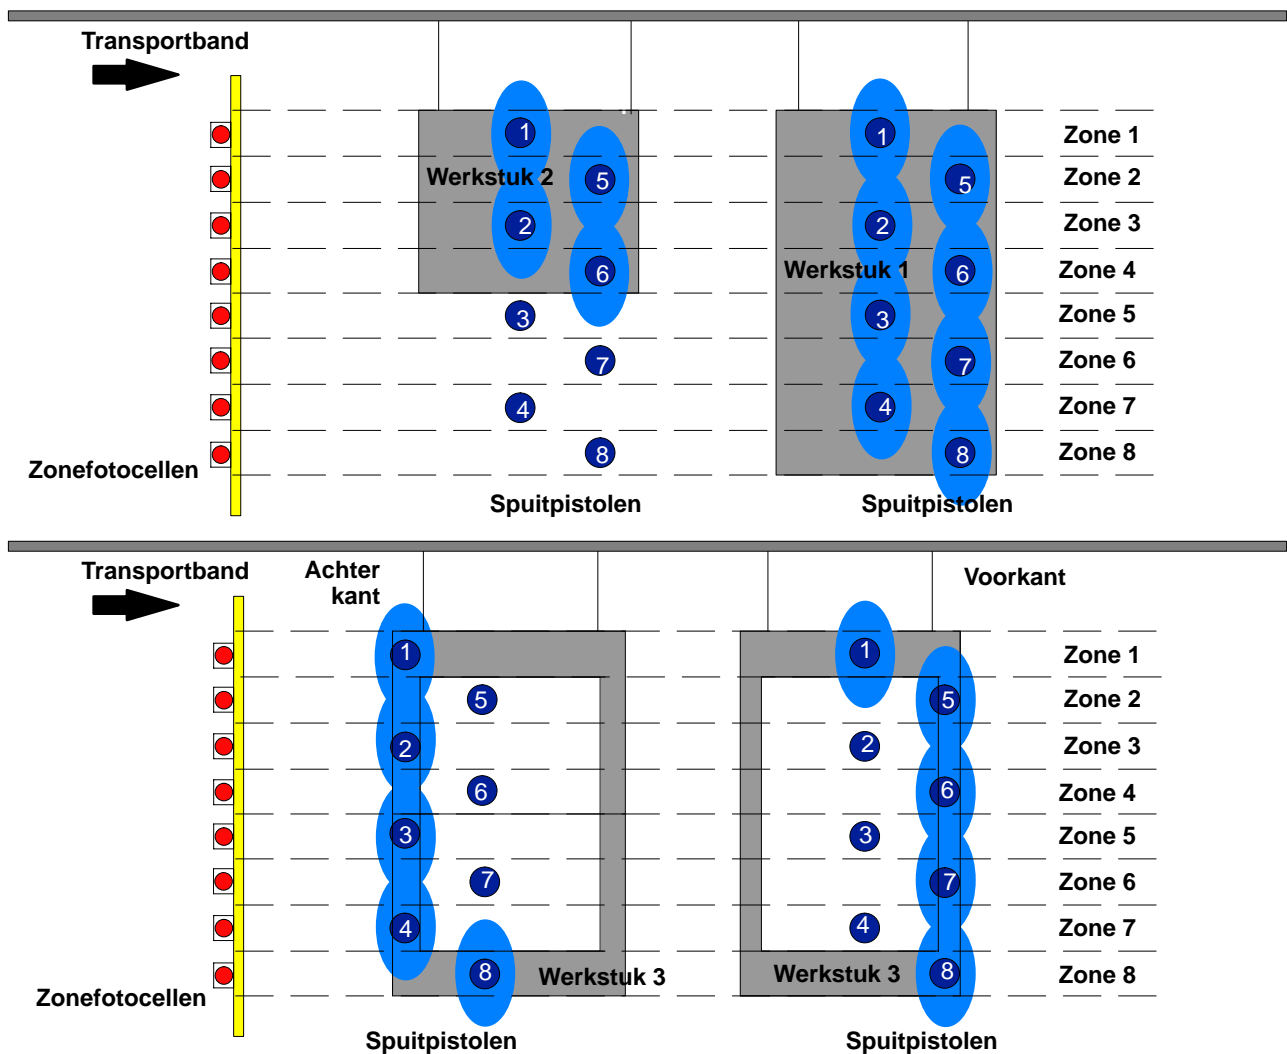 Transportband
1
1
Zone 1
Werkstuk 2
5
5
Zone 2
2
2
Zone 3
6
Werkstuk 1
6
Zone 4
3
3
Zone 5
7
7
Zone 6
4
4
Zone 7
Zonefotocellen
8
8
Zone 8
Spuitpistolen
Spuitpistolen
Transportband
Achter
kant
Voorkant
1
1
Zone 1
5
5
Zone 2
2
2
Zone 3
6
6
Zone 4
3
3
Zone 5
7
7
Zone 6
4
4
Zone 7
8
Werkstuk 3
Werkstuk 3
8
Zone 8
Zonefotocellen
Spuitpistolen
Spuitpistolen